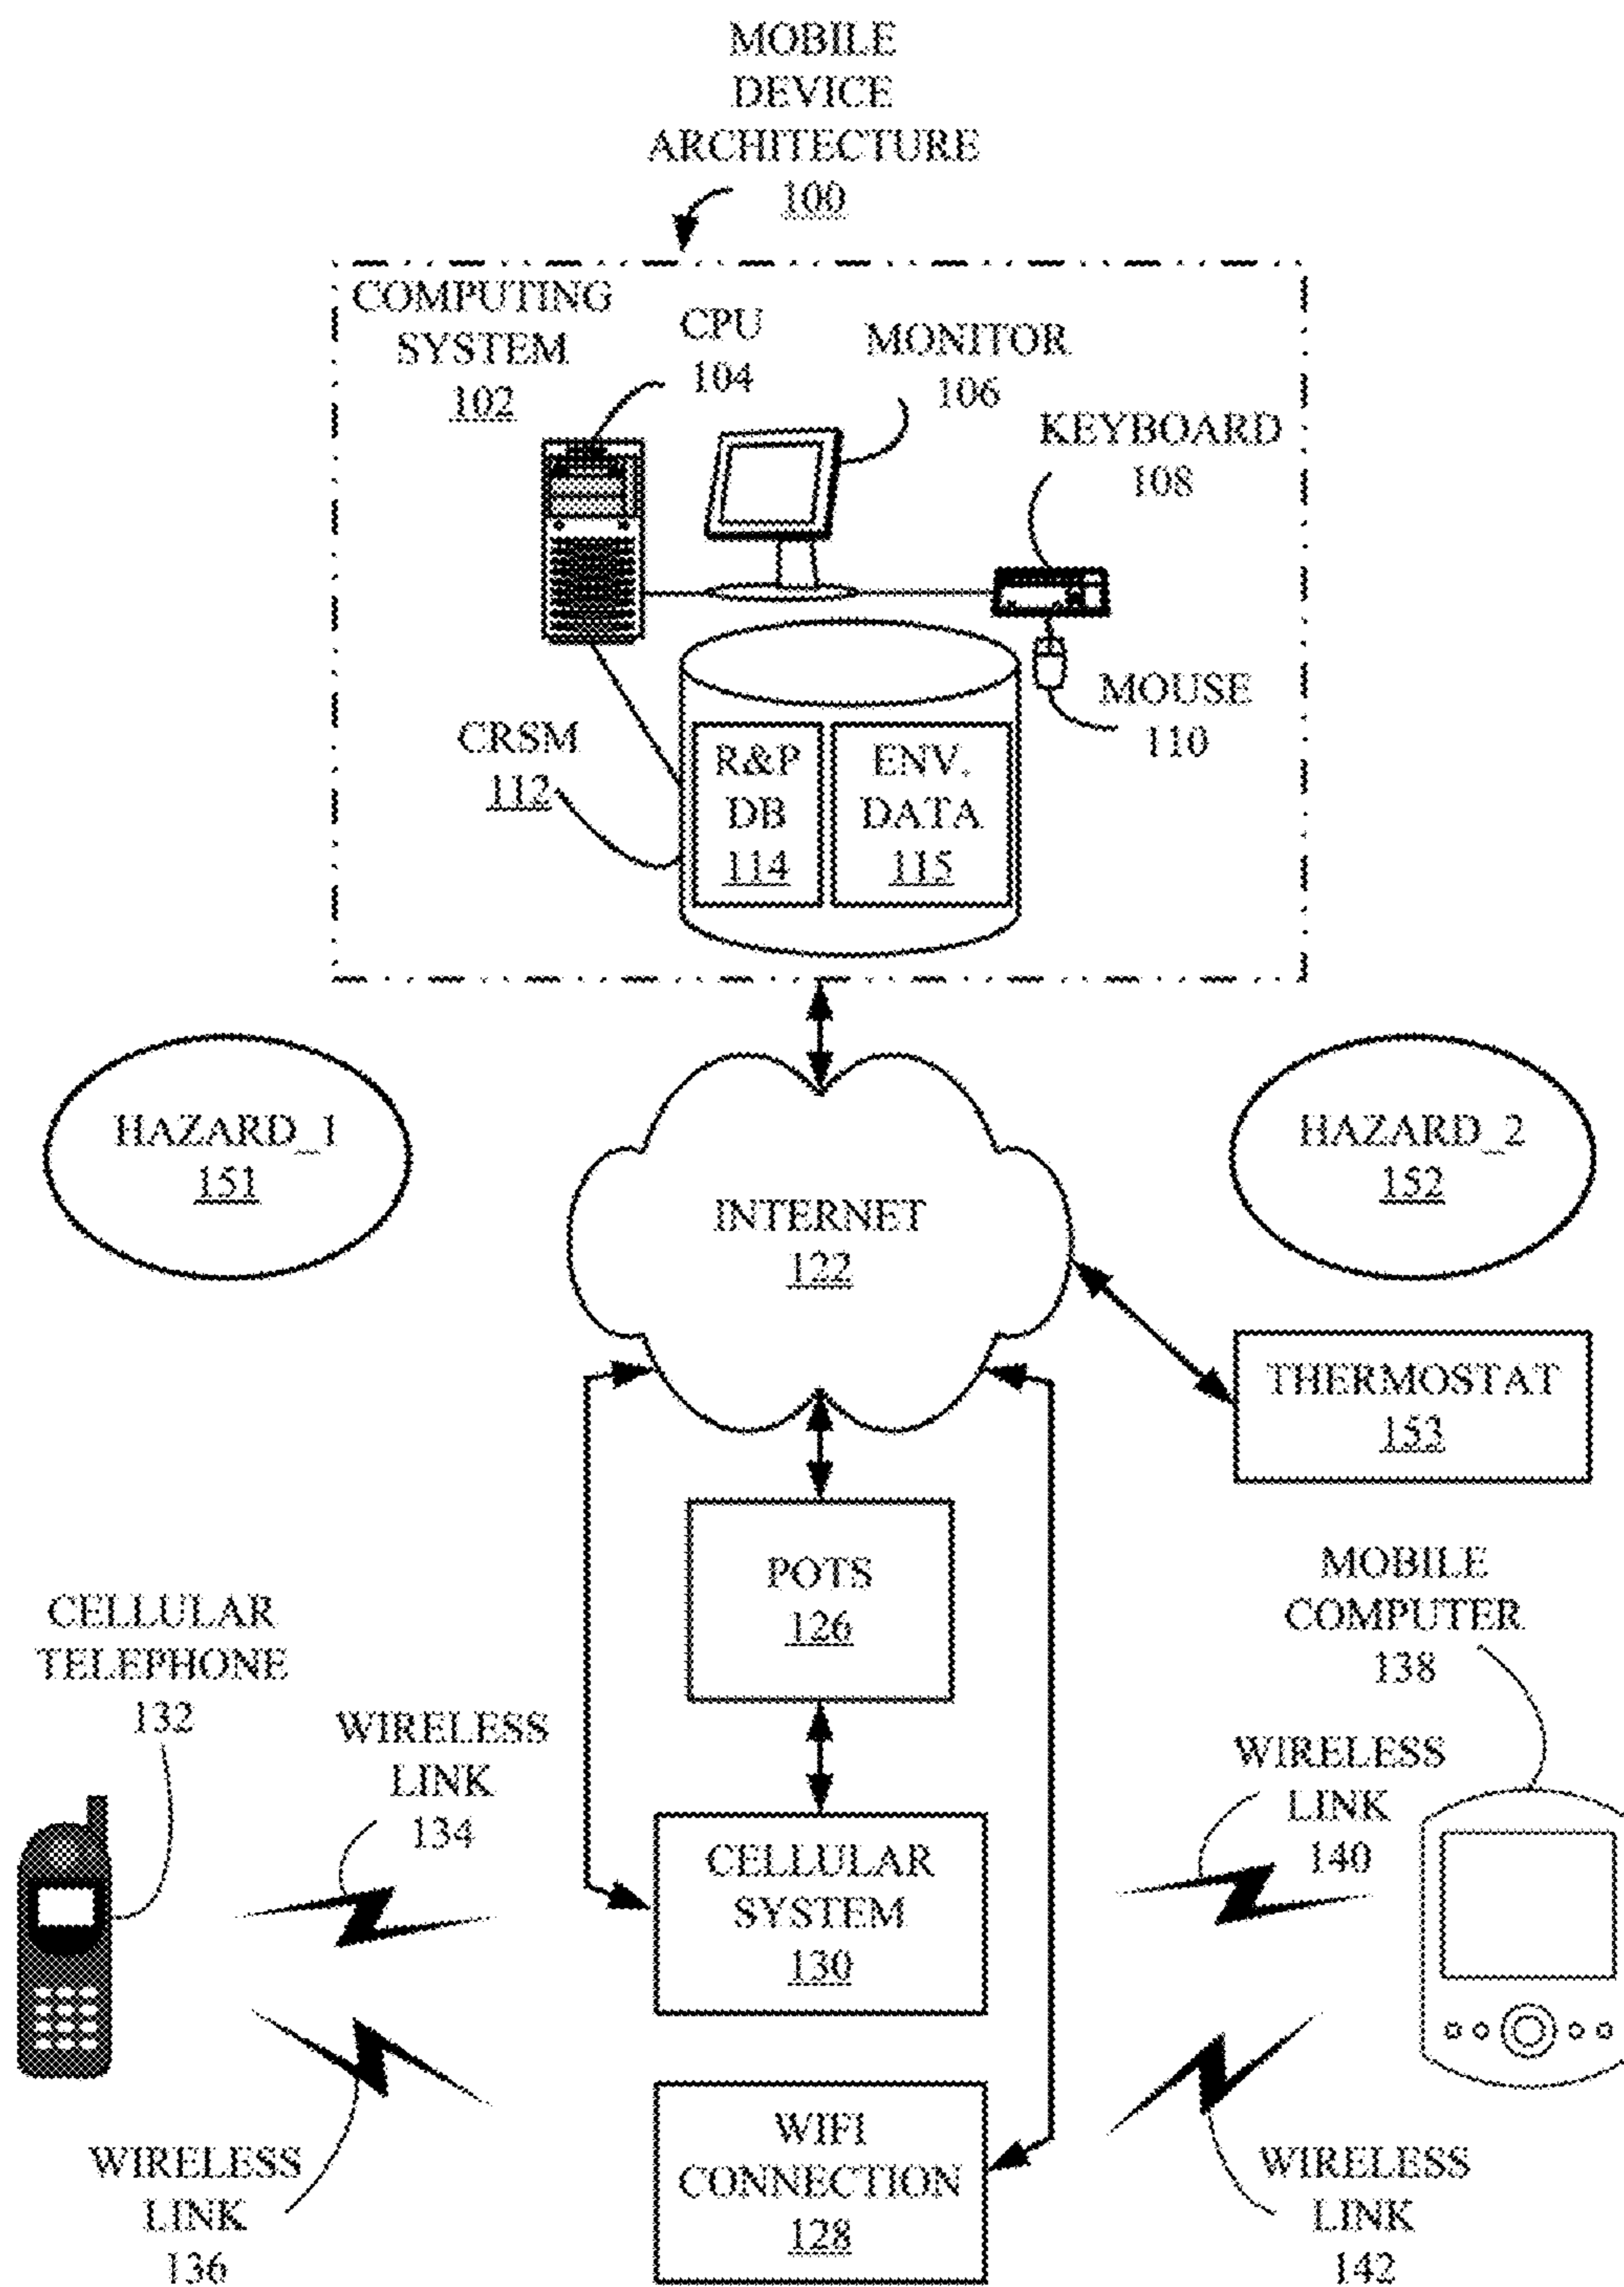 MOBILE
DEVICE
ARCHITECTURE
100
COMPUTING
SYSTEM
102
CPU
104
MONITOR
106
KEYBOARD
108
MOUSE
110
CRSM
112
R&P
DB
114
ENV.
DATA
115
HAZARD_1
151
HAZARD_2
152
INTERNET
122
THERMOSTAT
153
POTS
126
MOBILE
COMPUTER
138
CELLULAR
TELEPHONE
132
WIRELESS
LINK
134
WIRELESS
LINK
140
CELLULAR
SYSTEM
130
WIRELESS
LINK
136
WIFI
CONNECTION
128
WIRELESS
LINK
142